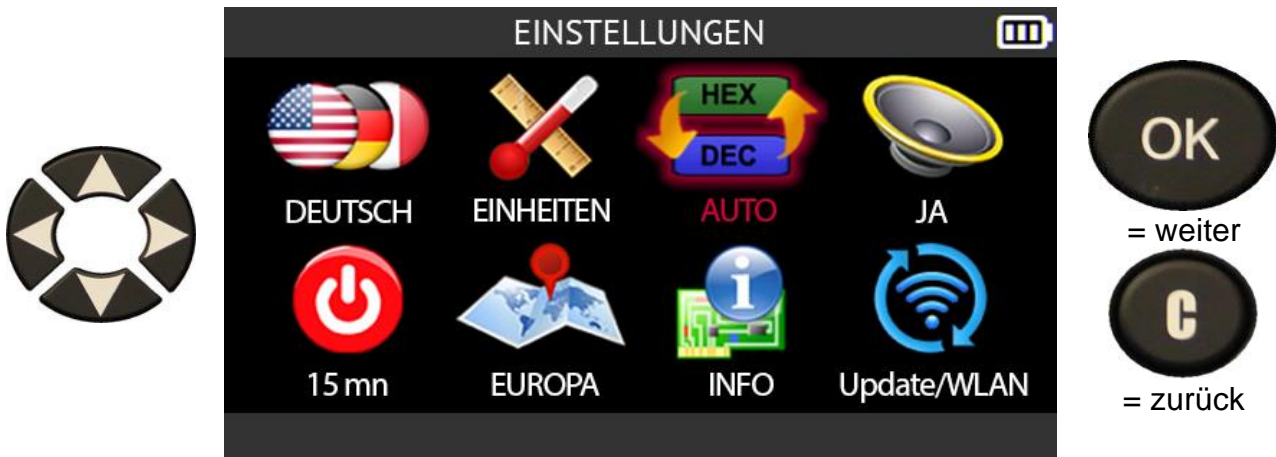 EINSTELLUNGEN
HEX
DEC
DEUTSCH EINHEITEN AUTO JA
15 mn EUROPA INFO Update/WLAN
OK
= weiter
C
= zurück